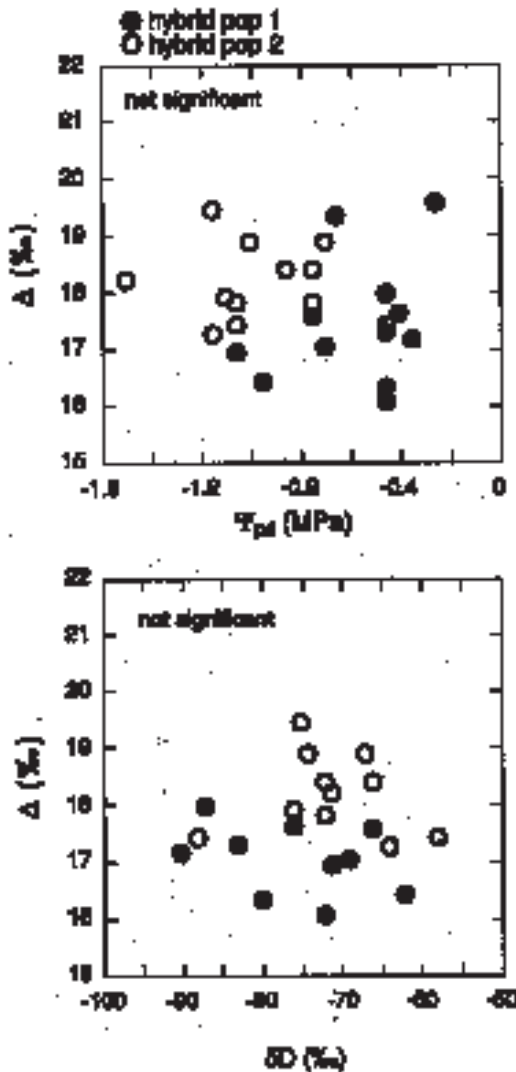 hybrid pop 1
hybrid pop 2
22
not significant
21
20
19
Δ (‰)
18
17
16
15
-1.6 -1.2 -0.8 -0.4 0
Ψpd (MPa)
22
not significant
21
20
19
Δ (‰)
18
17
16
15
-100 -90 -80 -70 -60 -50
δD (‰)